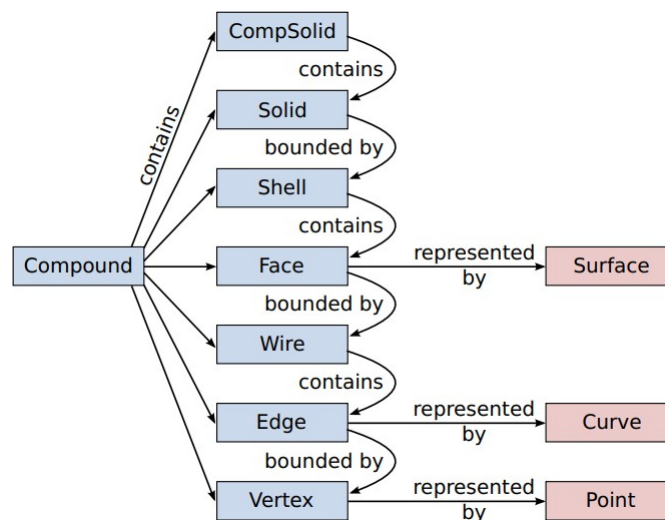 CompSolid
contains
Solid
contains
bounded by
Shell
contains
Compound
Face
represented
by
Surface
bounded by
Wire
contains
Edge
represented
by
Curve
bounded by
Vertex
represented
by
Point